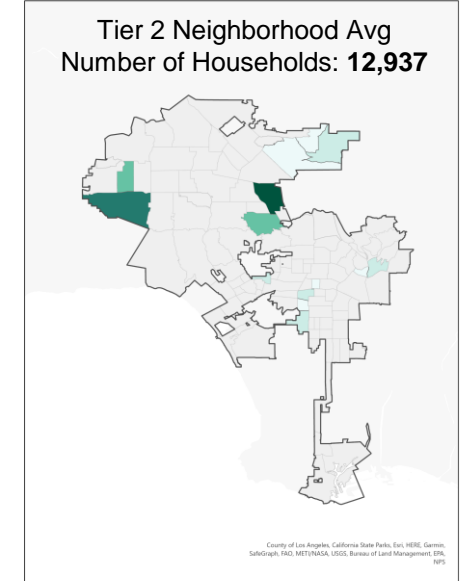 Tier 2 Neighborhood Avg
Number of Households: 12,937
County of Los Angeles, California State Parks, Esri, HERE, Garmin,
SafeGraph, FAO, METI/NASA, USGS, Bureau of Land Management, EPA,
NPS